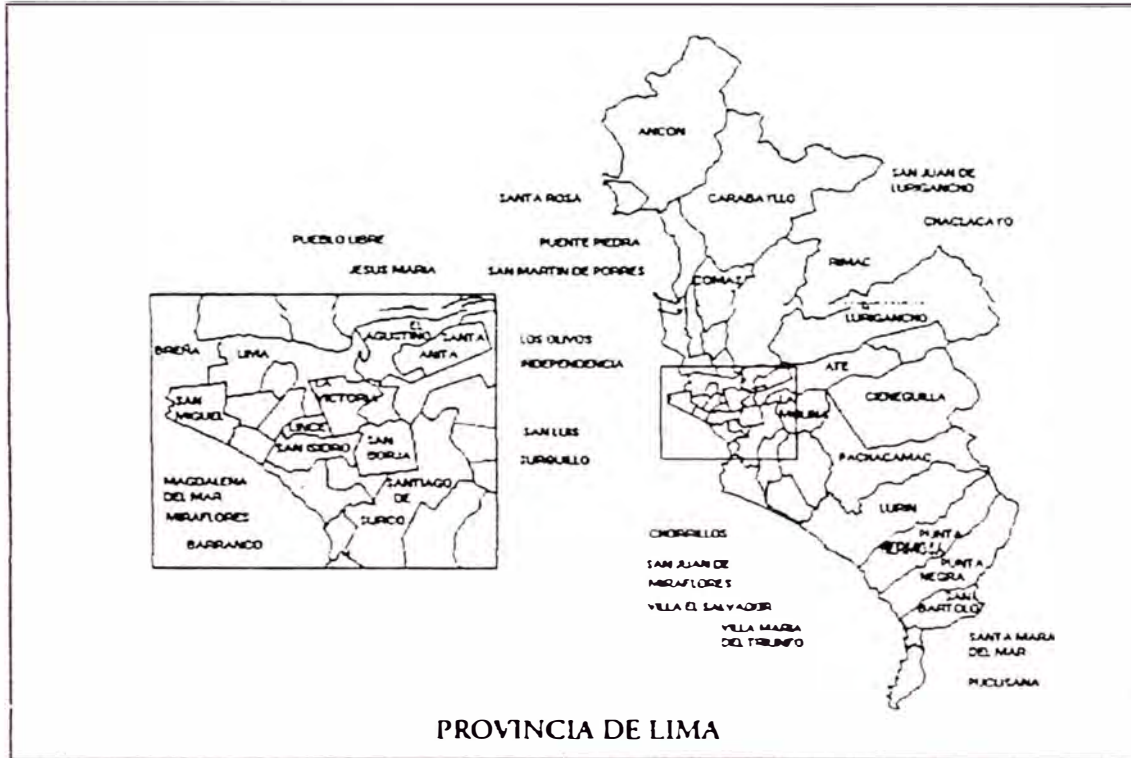 ANCON
SAN JUAN DE
LURIGANCHO
SANTA ROSA
CARABAYLLO
CHACLACAYO
PUEBLO LIBRE
PUENTE PIEDRA
JESUS MARIA
SAN MARTIN DE PORRES
RIMAC
COMAS
LURIGANCHO
EL
AGUSTINO
SANTA
ANITA
LOS OLIVOS
BREÑA
LIMA
INDEPENDENCIA
ATE
LA
VICTORIA
SAN
MIGUEL
CIENEGUILLA
LA
MOLINA
LINCE
SAN ISIDRO
SAN
BORJA
SAN LUIS
SURQUILLO
PACHACAMAC
MAGDALENA
DEL MAR
SANTIAGO
DE
SURCO
MIRAFLORES
BARRANCO
LURIN
CHORRILLOS
PUNTA
HERMOSA
SAN JUAN DE
MIRAFLORES
PUNTA
NEGRA
VILLA EL SALVADOR
SAN
BARTOLO
VILLA MARIA
DEL TRIUNFO
SANTA MARA
DEL MAR
PUCUSANA
PROVINCIA DE LIMA